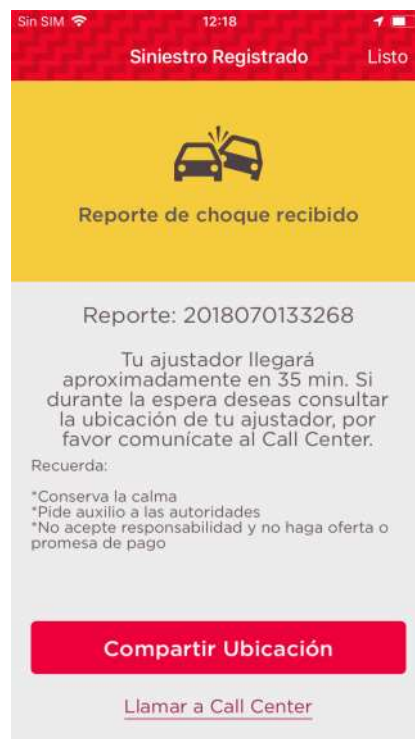 Sin SIM 12:18
Siniestro Registrado Listo
Reporte de choque recibido
Reporte: 2018070133268
Tu ajustador llegará
aproximadamente en 35 min. Si
durante la espera deseas consultar
la ubicación de tu ajustador, por
favor comunícate al Call Center.
Recuerda:
*Conserva la calma
*Pide auxilio a las autoridades
*No acepte responsabilidad y no haga oferta o
promesa de pago
Compartir Ubicación
Llamar a Call Center